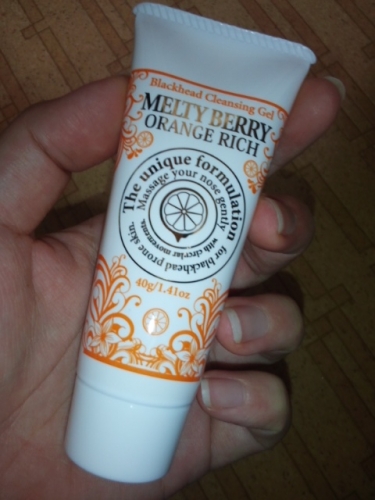 Blackhead Cleansing Gel
MELTY BERRY
ORANGE RICH
The unique formulation
for blackhead prone skin.
Massage your nose gently
with circular movements.
40g/1.41oz